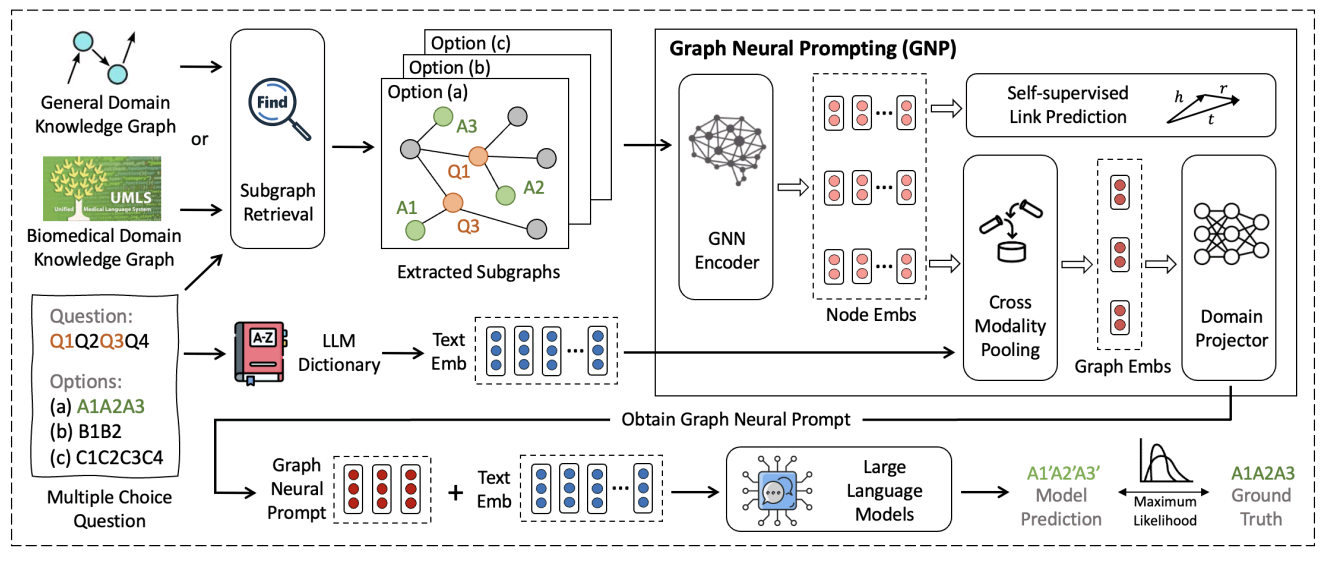 General Domain
Knowledge Graph
or
UMLS
Unified Medical Language System
Biomedical Domain
Knowledge Graph
Question:
Q1Q2Q3Q4
Options:
(a) A1A2A3
(b) B1B2
(c) C1C2C3C4
Multiple Choice
Question
Find
Subgraph
Retrieval
Option (c)
Option (b)
Option (a)
A3
Q1
A2
A1
Q3
Extracted Subgraphs
A-Z
LLM
Dictionary
Text
Emb
Graph Neural Prompting (GNP)
GNN
Encoder
Node Embs
Self-supervised
Link Prediction
h
r
t
Cross
Modality
Pooling
Graph Embs
Domain
Projector
Obtain Graph Neural Prompt
Graph
Neural
Prompt
+
Text
Emb
Large
Language
Models
A1’A2’A3’
Model
Prediction
Maximum
Likelihood
A1A2A3
Ground
Truth